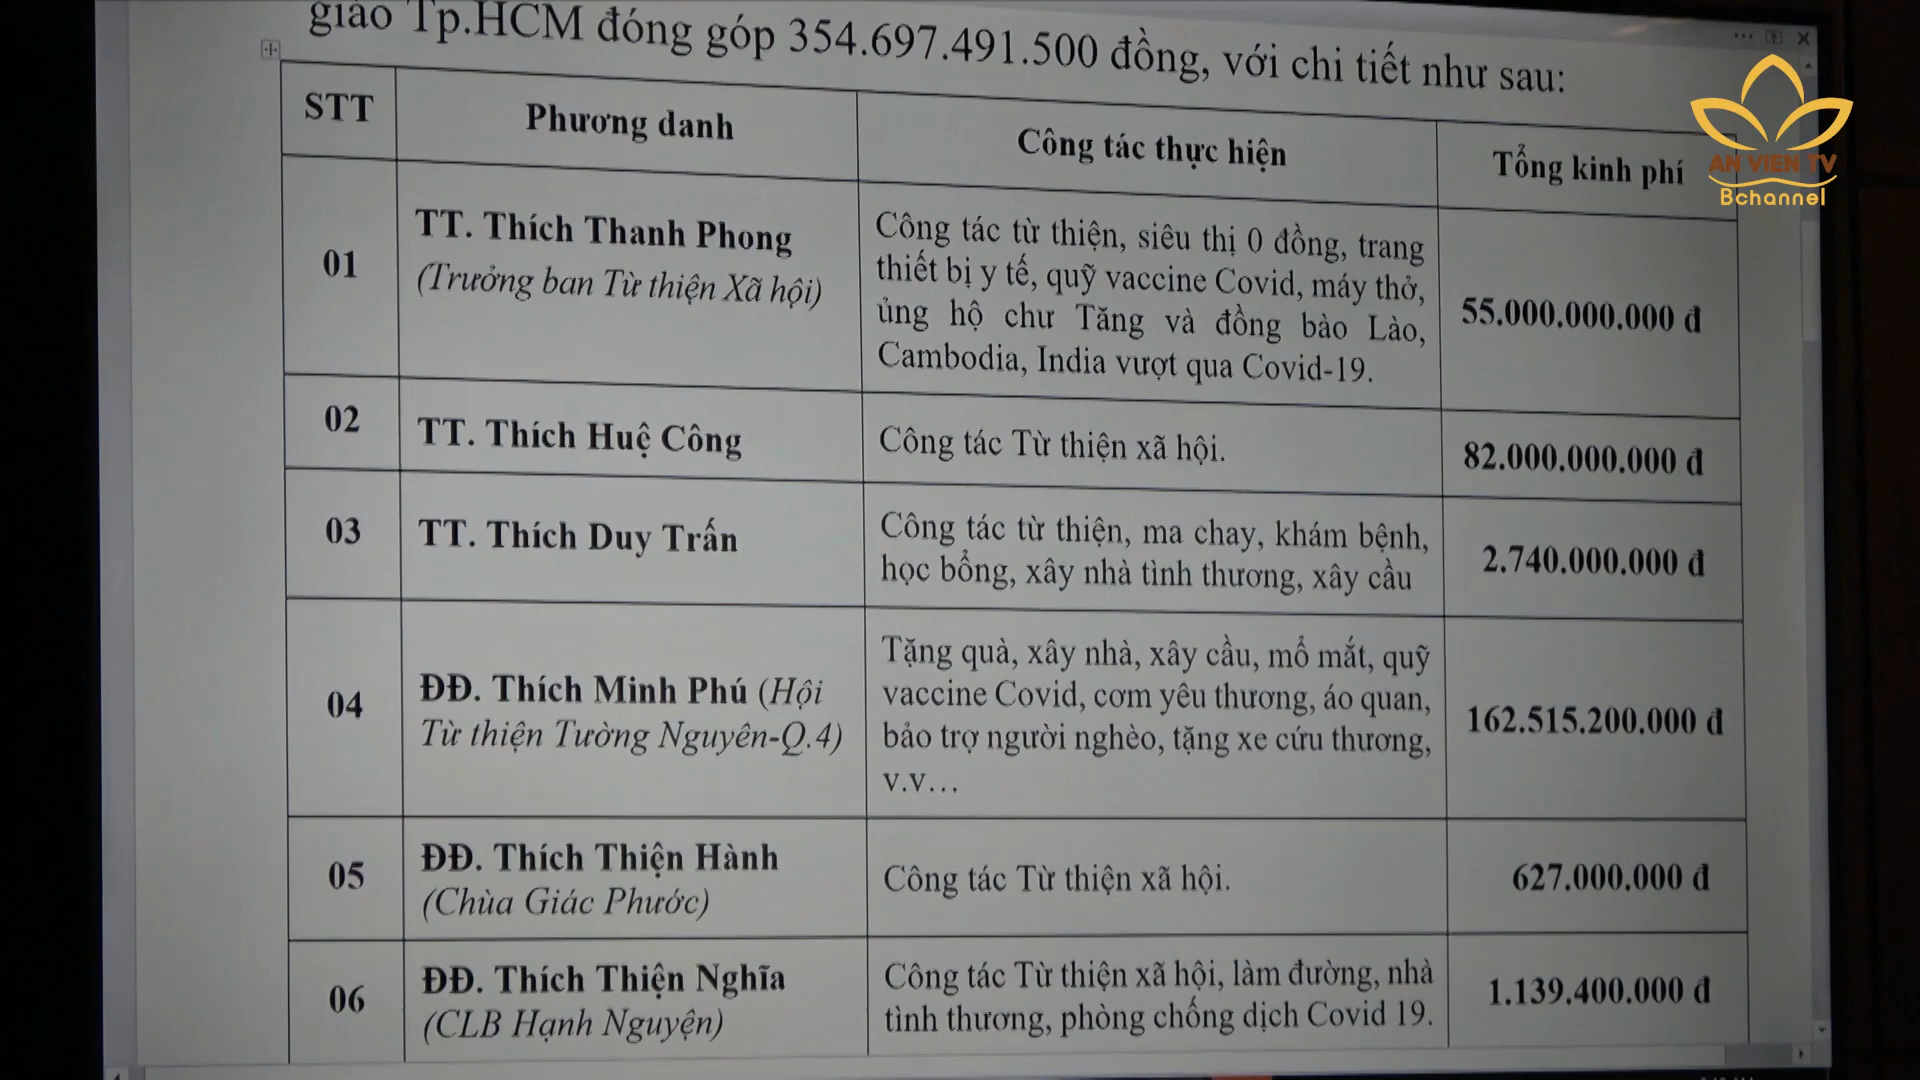 giáo Tp.HCM đóng góp 354.697.491.500 đồng, với chi tiết như sau:
STT
Phương danh
Công tác thực hiện
Tổng kinh phí
01
TT. Thích Thanh Phong
(Trưởng ban Từ thiện Xã hội)
Công tác từ thiện, siêu thị 0 đồng, trang
thiết bị y tế, quỹ vaccine Covid, máy thở,
ủng hộ chư Tăng và đồng bào Lào,
Cambodia, India vượt qua Covid-19.
55.000.000.000 đ
02
TT. Thích Huệ Công
Công tác Từ thiện xã hội.
82.000.000.000 đ
03
TT. Thích Duy Trấn
Công tác từ thiện, ma chay, khám bệnh,
học bổng, xây nhà tình thương, xây cầu
2.740.000.000 đ
04
ĐĐ. Thích Minh Phú (Hội
Từ thiện Tường Nguyên-Q.4)
Tặng quà, xây nhà, xây cầu, mổ mắt, quỹ
vaccine Covid, cơm yêu thương, áo quan,
bảo trợ người nghèo, tặng xe cứu thương,
v.v…
162.515.200.000 đ
05
ĐĐ. Thích Thiện Hành
(Chùa Giác Phước)
Công tác Từ thiện xã hội.
627.000.000 đ
06
ĐĐ. Thích Thiện Nghĩa
(CLB Hạnh Nguyện)
Công tác Từ thiện xã hội, làm đường, nhà
tình thương, phòng chống dịch Covid 19.
1.139.400.000 đ
AN VIEN TV
Bchannel